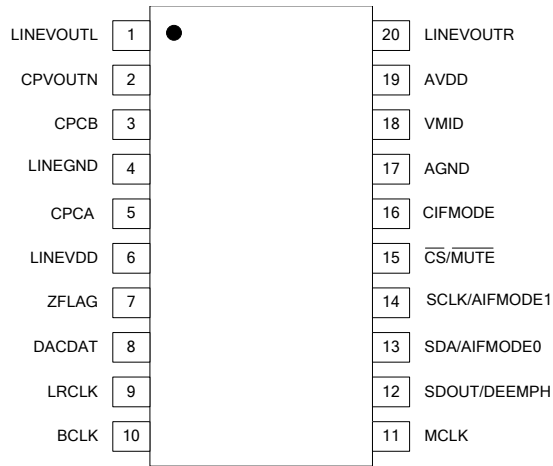 LINEVOUTL 1 20 LINEVOUTR
CPVOUTN 2 19 AVDD
CPCB 3 18 VMID
LINEGND 4 17 AGND
CPCA 5 16 CIFMODE
LINEVDD 6 15 CS/MUTE
ZFLAG 7 14 SCLK/AIFMODE1
DACDAT 8 13 SDA/AIFMODE0
LRCLK 9 12 SDOUT/DEEMPH
BCLK 10 11 MCLK